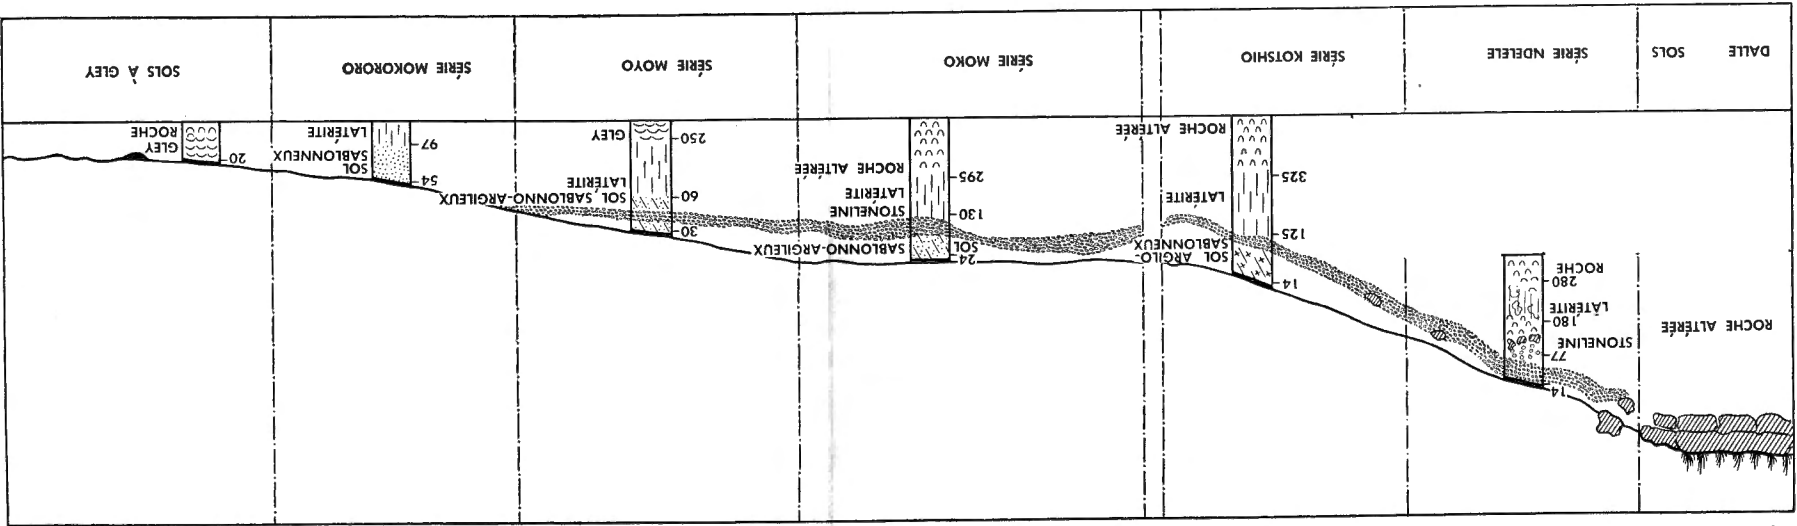 ROCHE ALTÉRÉE
14
77
STONELINE
180
LATÉRITE
280
ROCHE
14
SOL ARGILO-
SABLONNEUX
125
LATÉRITE
325
ROCHE ALTÉRÉE
24
SOL
SABLONNO-ARGILEUX
130
STONELINE
LATÉRITE
295
ROCHE ALTÉRÉE
30
60
SOL SABLONNO-ARGILEUX
LATÉRITE
250
GLEY
54
SOL
SABLONNEUX
97
LATÉRITE
20
GLEY
ROCHE
DALLE SOLS
SÉRIE NDELELE
SÉRIE KOTSHIO
SÉRIE MOKO
SÉRIE MOYO
SÉRIE MOKORORO
SOLS À GLEY